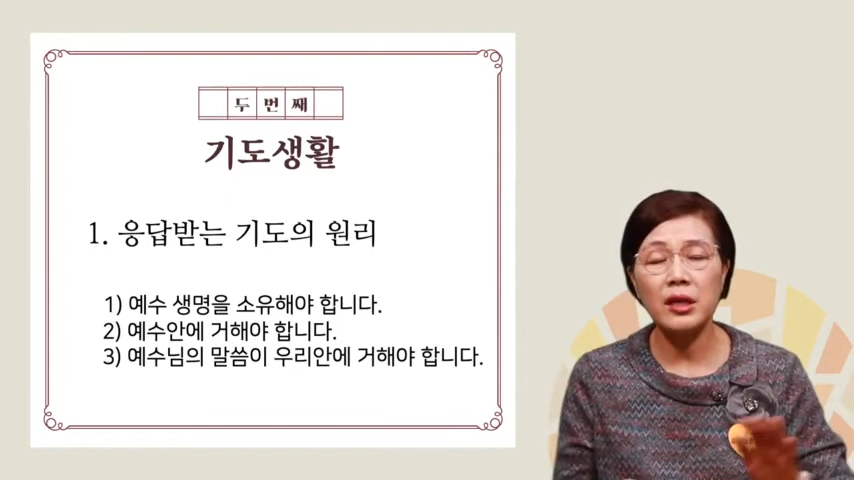 두번째
기도생활
1. 응답받는 기도의 원리
1) 예수 생명을 소유해야 합니다.
2) 예수안에 거해야 합니다.
3) 예수님의 말씀이 우리안에 거해야 합니다.